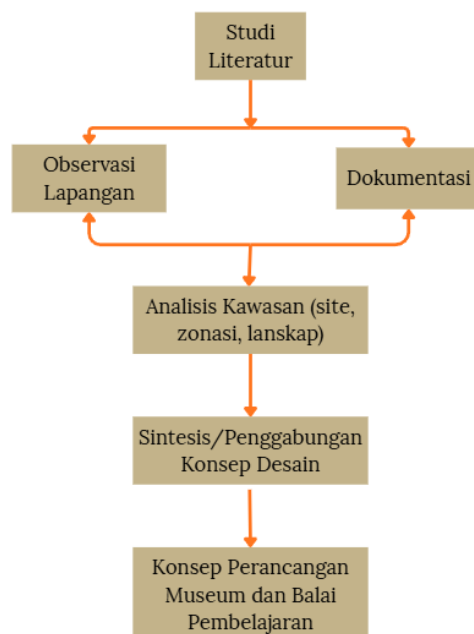 Studi
Literatur
Observasi
Lapangan
Dokumentasi
Analisis Kawasan (site,
zonasi, lanskap)
Sintesis/Penggabungan
Konsep Desain
Konsep Perancangan
Museum dan Balai
Pembelajaran